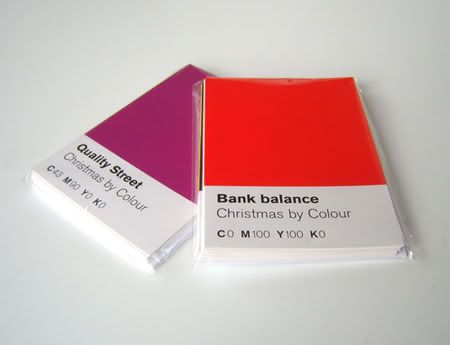 Quality Street
Christmas by Colour
C43 M90 Y0 K0
Bank balance
Christmas by Colour
C0 M100 Y100 K0